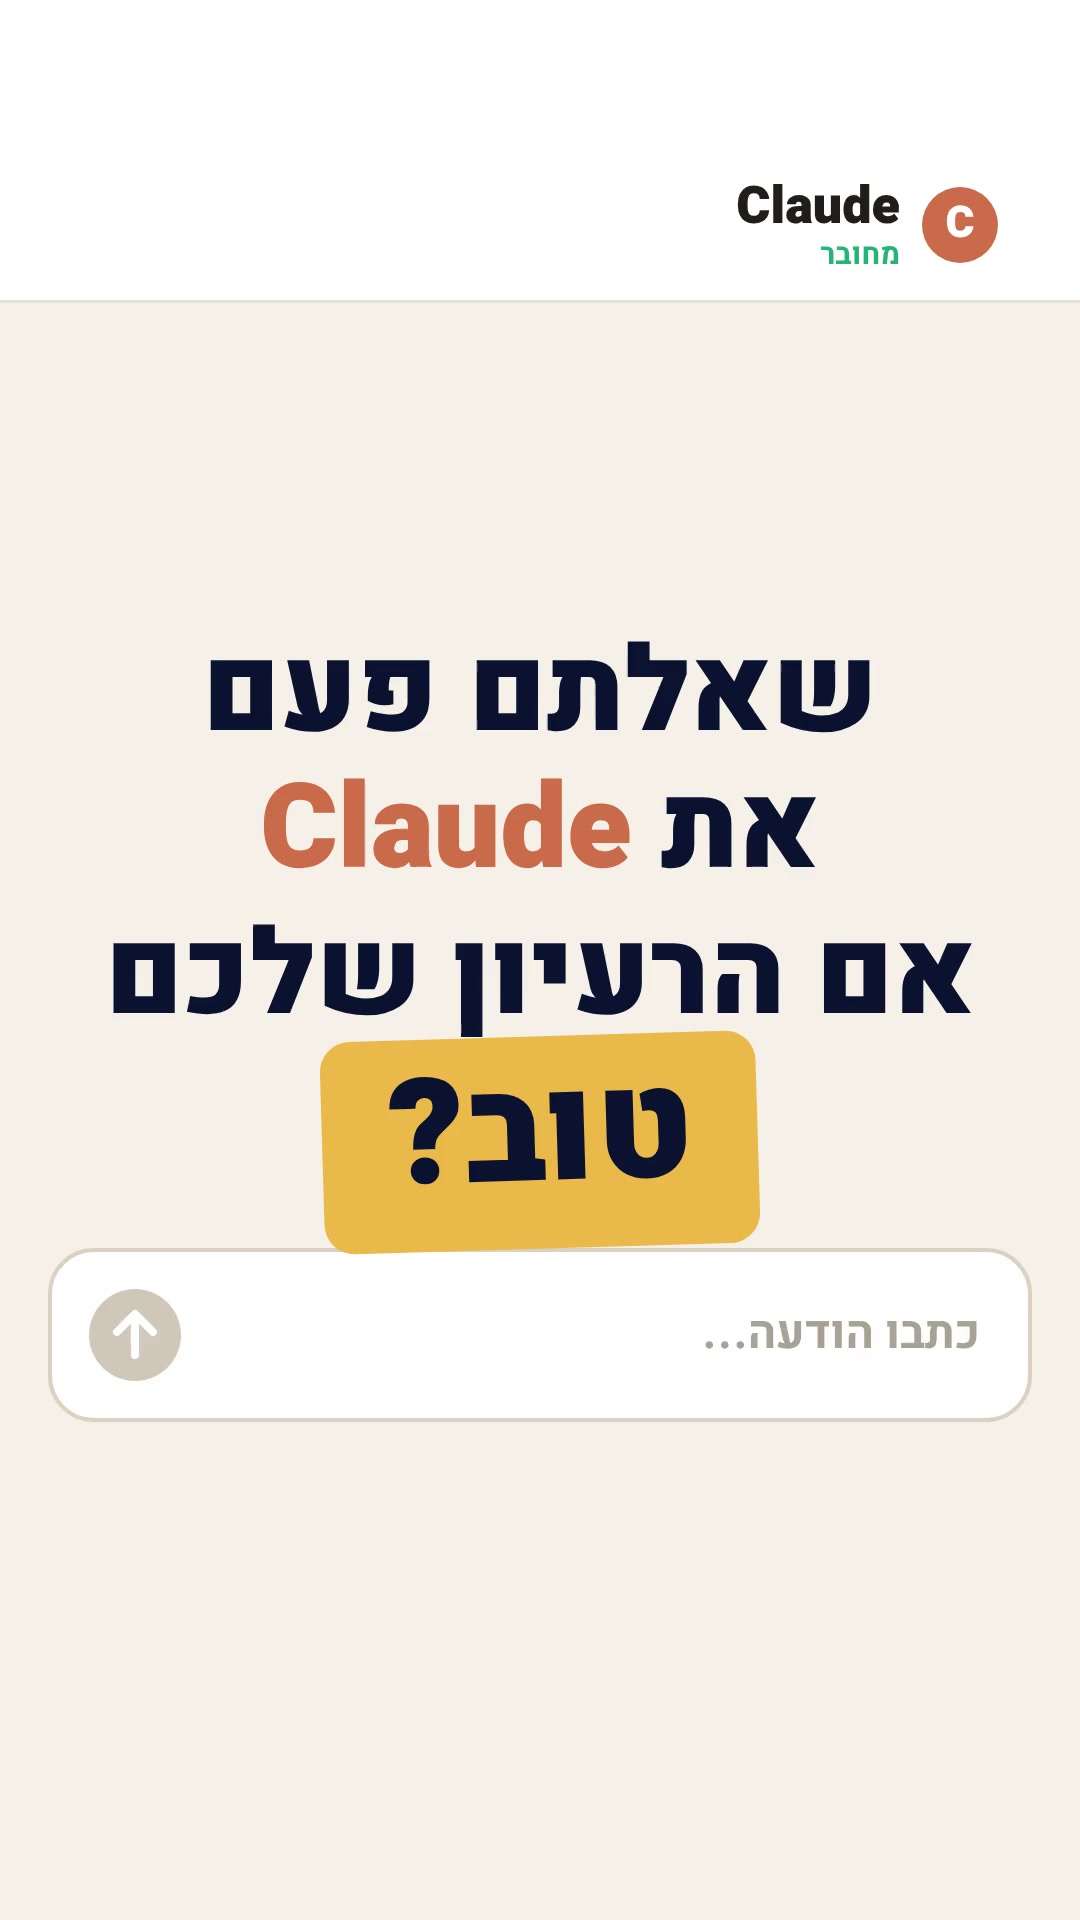 C
Claude
מחובר
שאלתם פעם
את Claude
אם הרעיון שלכם
טוב?
כתבו הודעה...